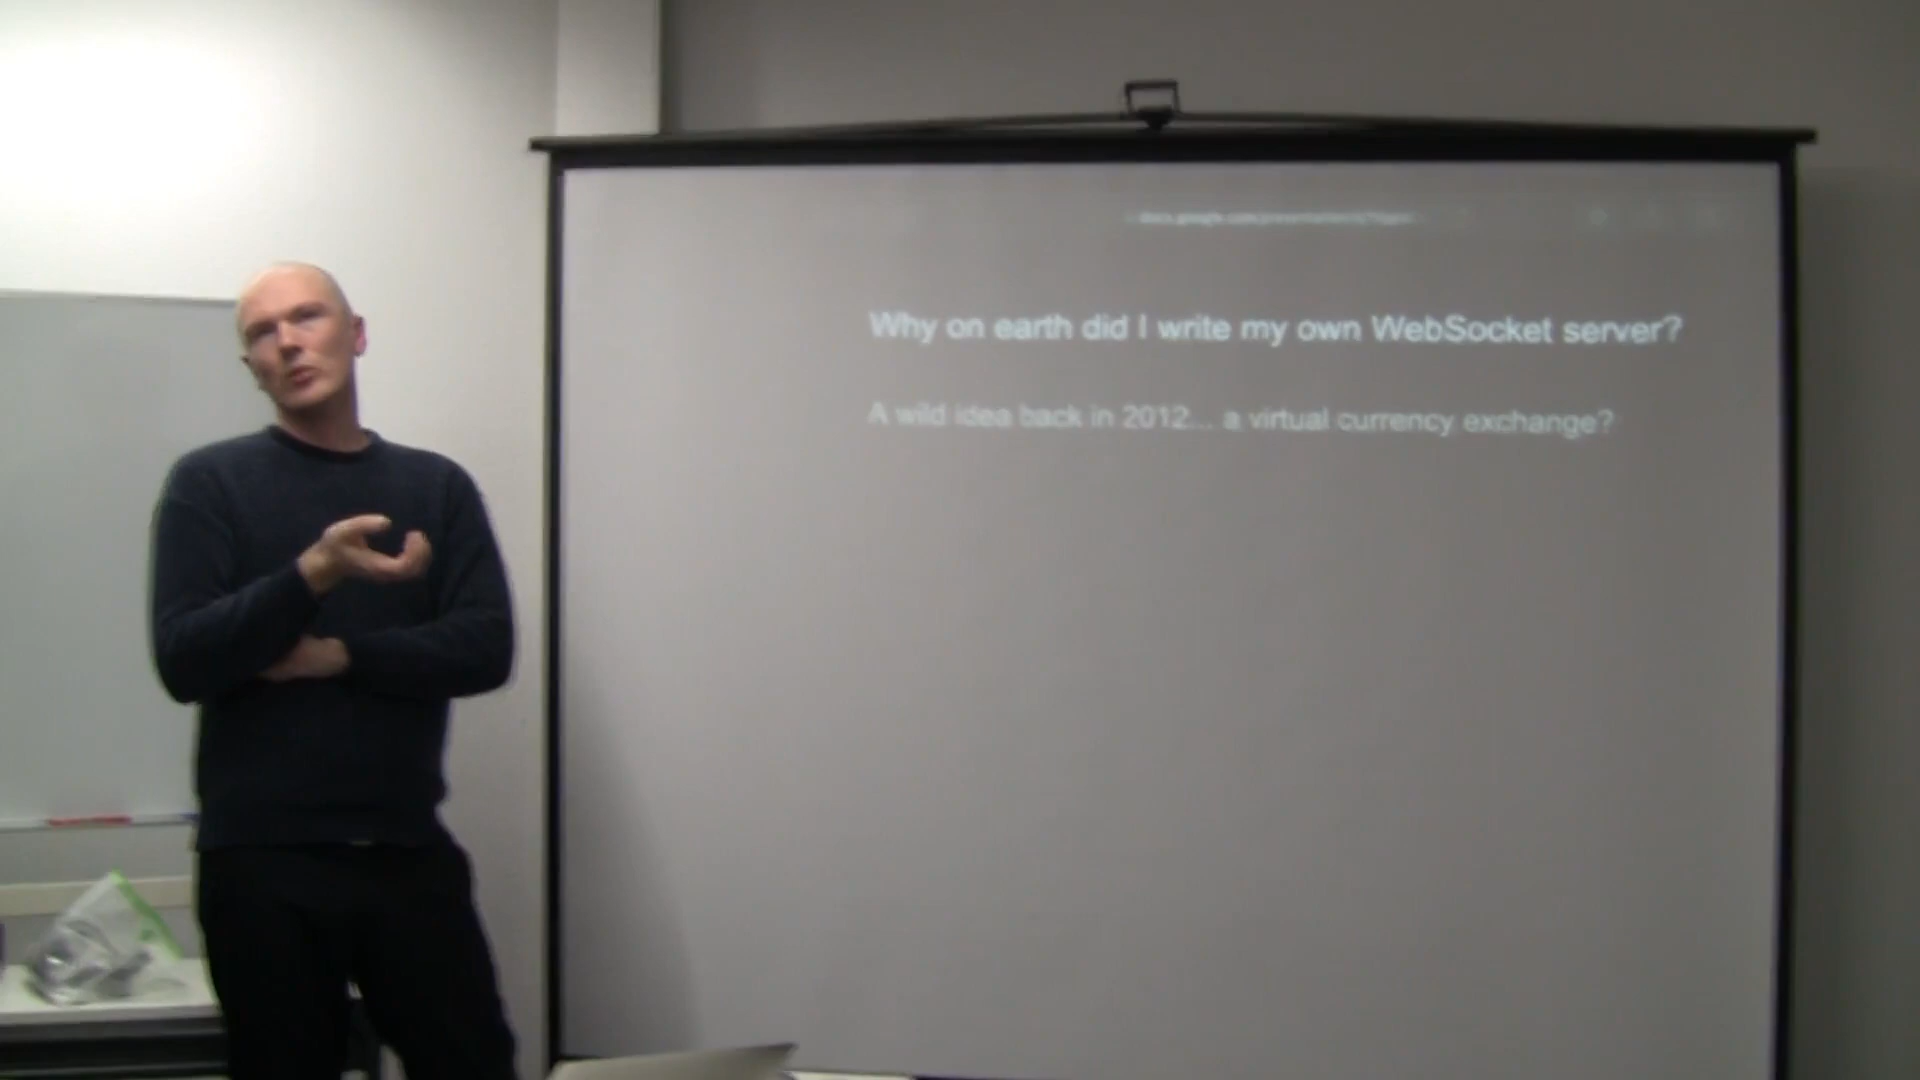 Why on earth did I write my own WebSocket server?
A wild idea back in 2012... a virtual currency exchange?